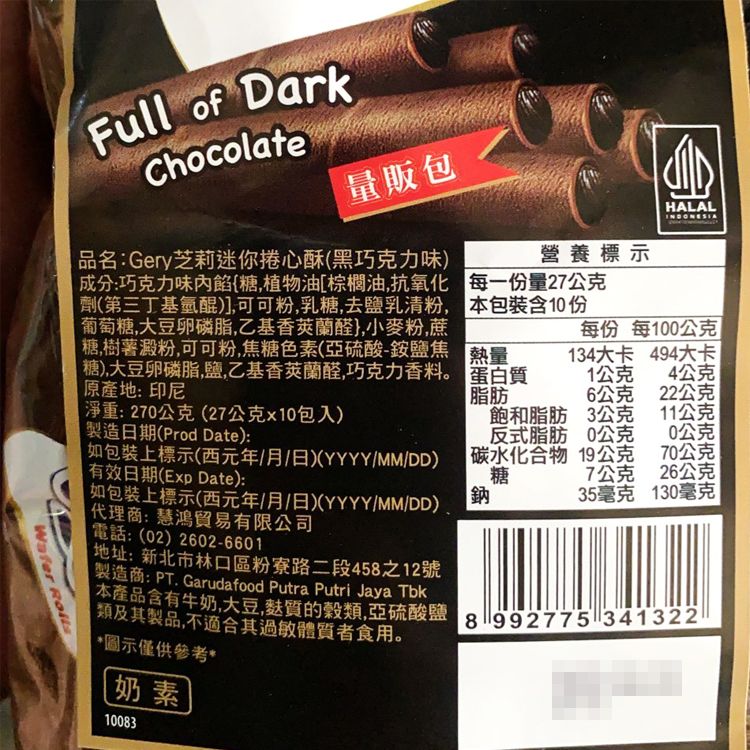 Full of Dark
Chocolate
量販包
HALAL
INDONESIA
品名:Gery芝莉迷你捲心酥(黑巧克力味)
成分:巧克力味內餡{糖,植物油[棕櫚油,抗氧化
劑(第三丁基氫醌)],可可粉,乳糖,去鹽乳清粉,
葡萄糖,大豆卵磷脂,乙基香莢蘭醛},小麥粉,蔗
糖,樹薯澱粉,可可粉,焦糖色素(亞硫酸-銨鹽焦
糖),大豆卵磷脂,鹽,乙基香莢蘭醛,巧克力香料。
原產地: 印尼
淨重: 270公克 (27公克x10包入)
製造日期(Prod Date):
如包裝上標示(西元年/月/日)(YYYY/MM/DD)
有效日期(Exp Date):
如包裝上標示(西元年/月/日)(YYYY/MM/DD)
代理商: 慧鴻貿易有限公司
電話: (02) 2602-6601
地址: 新北市林口區粉寮路二段458之12號
製造商: PT. Garudafood Putra Putri Jaya Tbk
本產品含有牛奶,大豆,麩質的穀類,亞硫酸鹽
類及其製品,不適合其過敏體質者食用。
*圖示僅供參考*
奶素
10083
營養標示
每一份量27公克
本包裝含10份
每份 每100公克
熱量 134大卡 494大卡
蛋白質 1公克 4公克
脂肪 6公克 22公克
飽和脂肪 3公克 11公克
反式脂肪 0公克 0公克
碳水化合物 19公克 70公克
糖 7公克 26公克
鈉 35毫克 130毫克
8 992775 341322
Wafer Rolls